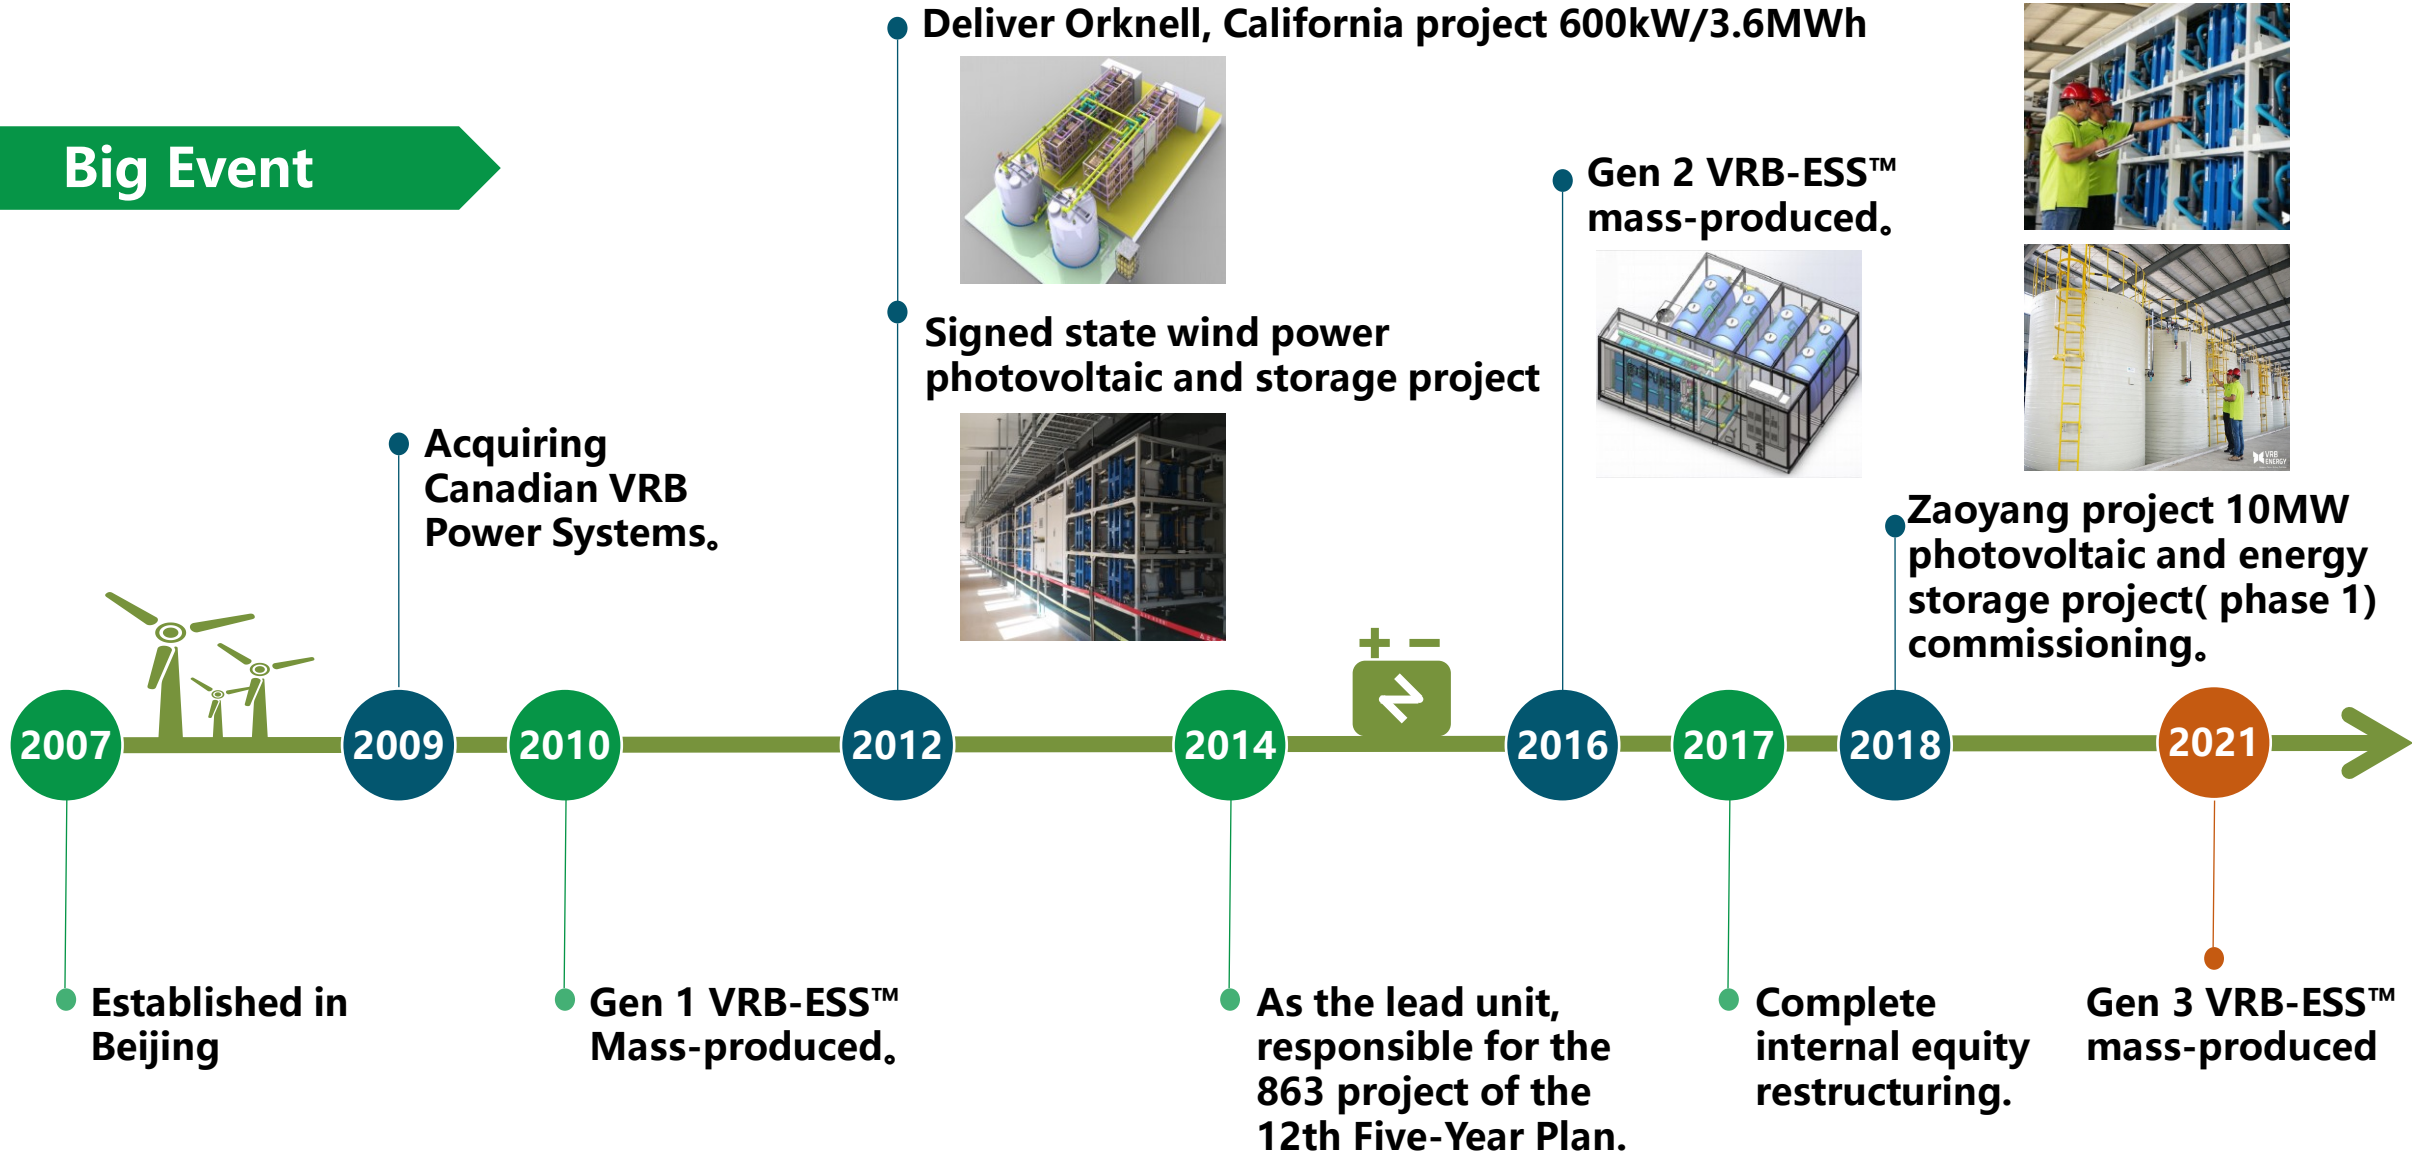 Big Event
Deliver Orknell, California project 600kW/3.6MWh
Signed state wind power
photovoltaic and storage project
Acquiring
Canadian VRB
Power Systems。
Gen 2 VRB-ESS™
mass-produced。
VRB
ENERGY
Zaoyang project 10MW
photovoltaic and energy
storage project( phase 1)
commissioning。
2007
2009
2010
2012
2014
2016
2017
2018
2021
Established in
Beijing
Gen 1 VRB-ESS™
Mass-produced。
As the lead unit,
responsible for the
863 project of the
12th Five-Year Plan.
Complete
internal equity
restructuring.
Gen 3 VRB-ESS™
mass-produced